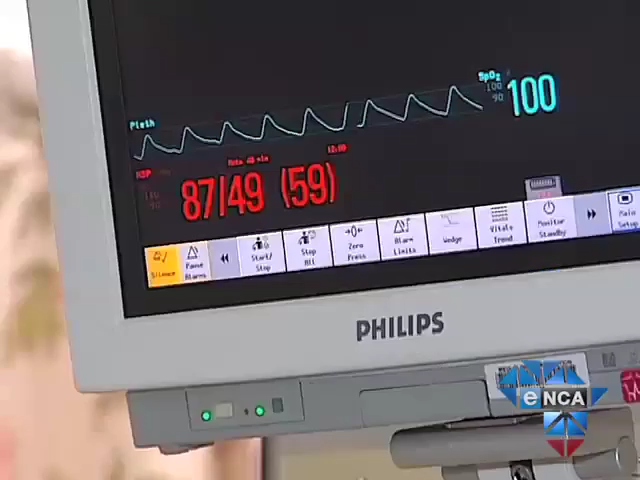 SpO₂
100
90
100
Pleth
NBP
87/49 (59)
Silence
Pause Alarms
Start/ Stop
Stop All
Zero Press
Alarm Limits
Wedge
Vitals Trend
Monitor Standby
Main Setup
PHILIPS
eNCA